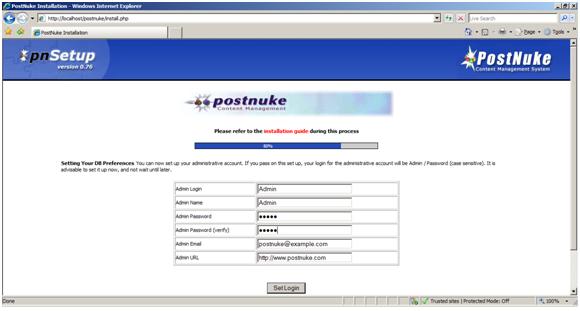 PostNuke Installation - Windows Internet Explorer
http://localhost/postnuke/install.php
Live Search
PostNuke Installation
Page
Tools
pnSetup
version 0.76
PostNuke
Content Management System
postnuke
Content Management
Please refer to the installation guide during this process
80%
Setting Your DB Preferences You can now set up your administrative account. If you pass on this set up, your login for the administrative account will be Admin / Password (case sensitive). It is
advisable to set it up now, and not wait until later.
Admin Login Admin
Admin Name Admin
Admin Password •••••
Admin Password (verify) •••••
Admin Email postnuke@example.com
Admin URL http://www.postnuke.com
Set Login
Done
Trusted sites | Protected Mode: Off
100%